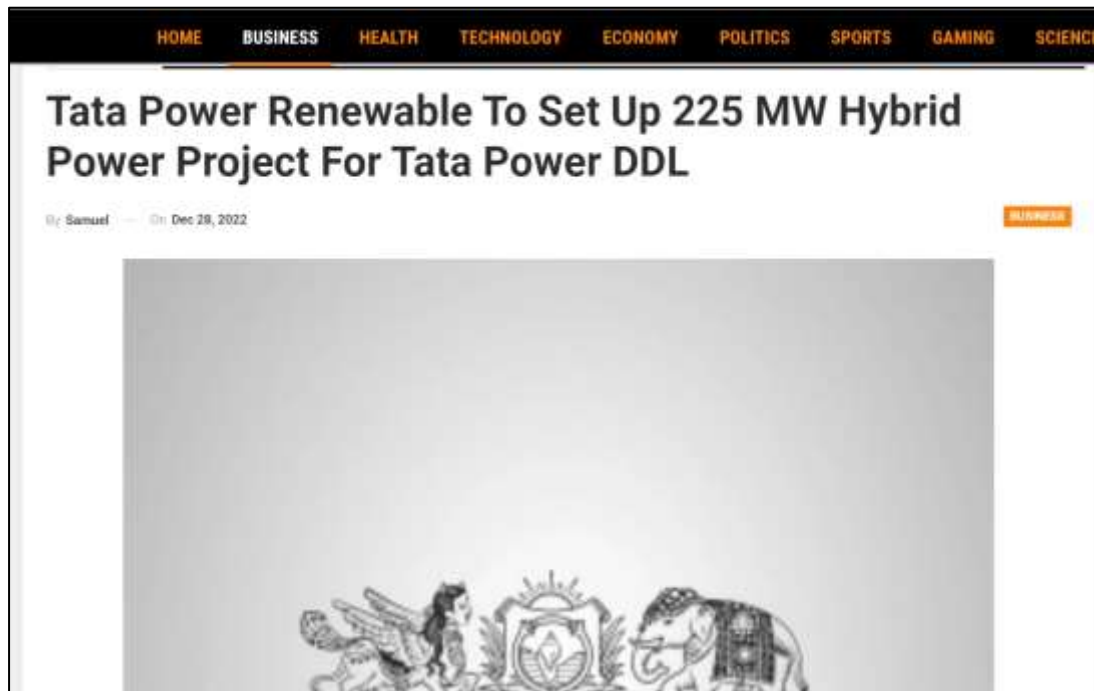 HOME BUSINESS HEALTH TECHNOLOGY ECONOMY POLITICS SPORTS GAMING SCIENC
Tata Power Renewable To Set Up 225 MW Hybrid
Power Project For Tata Power DDL
By Samuel — On Dec 28, 2022
BUSINESS